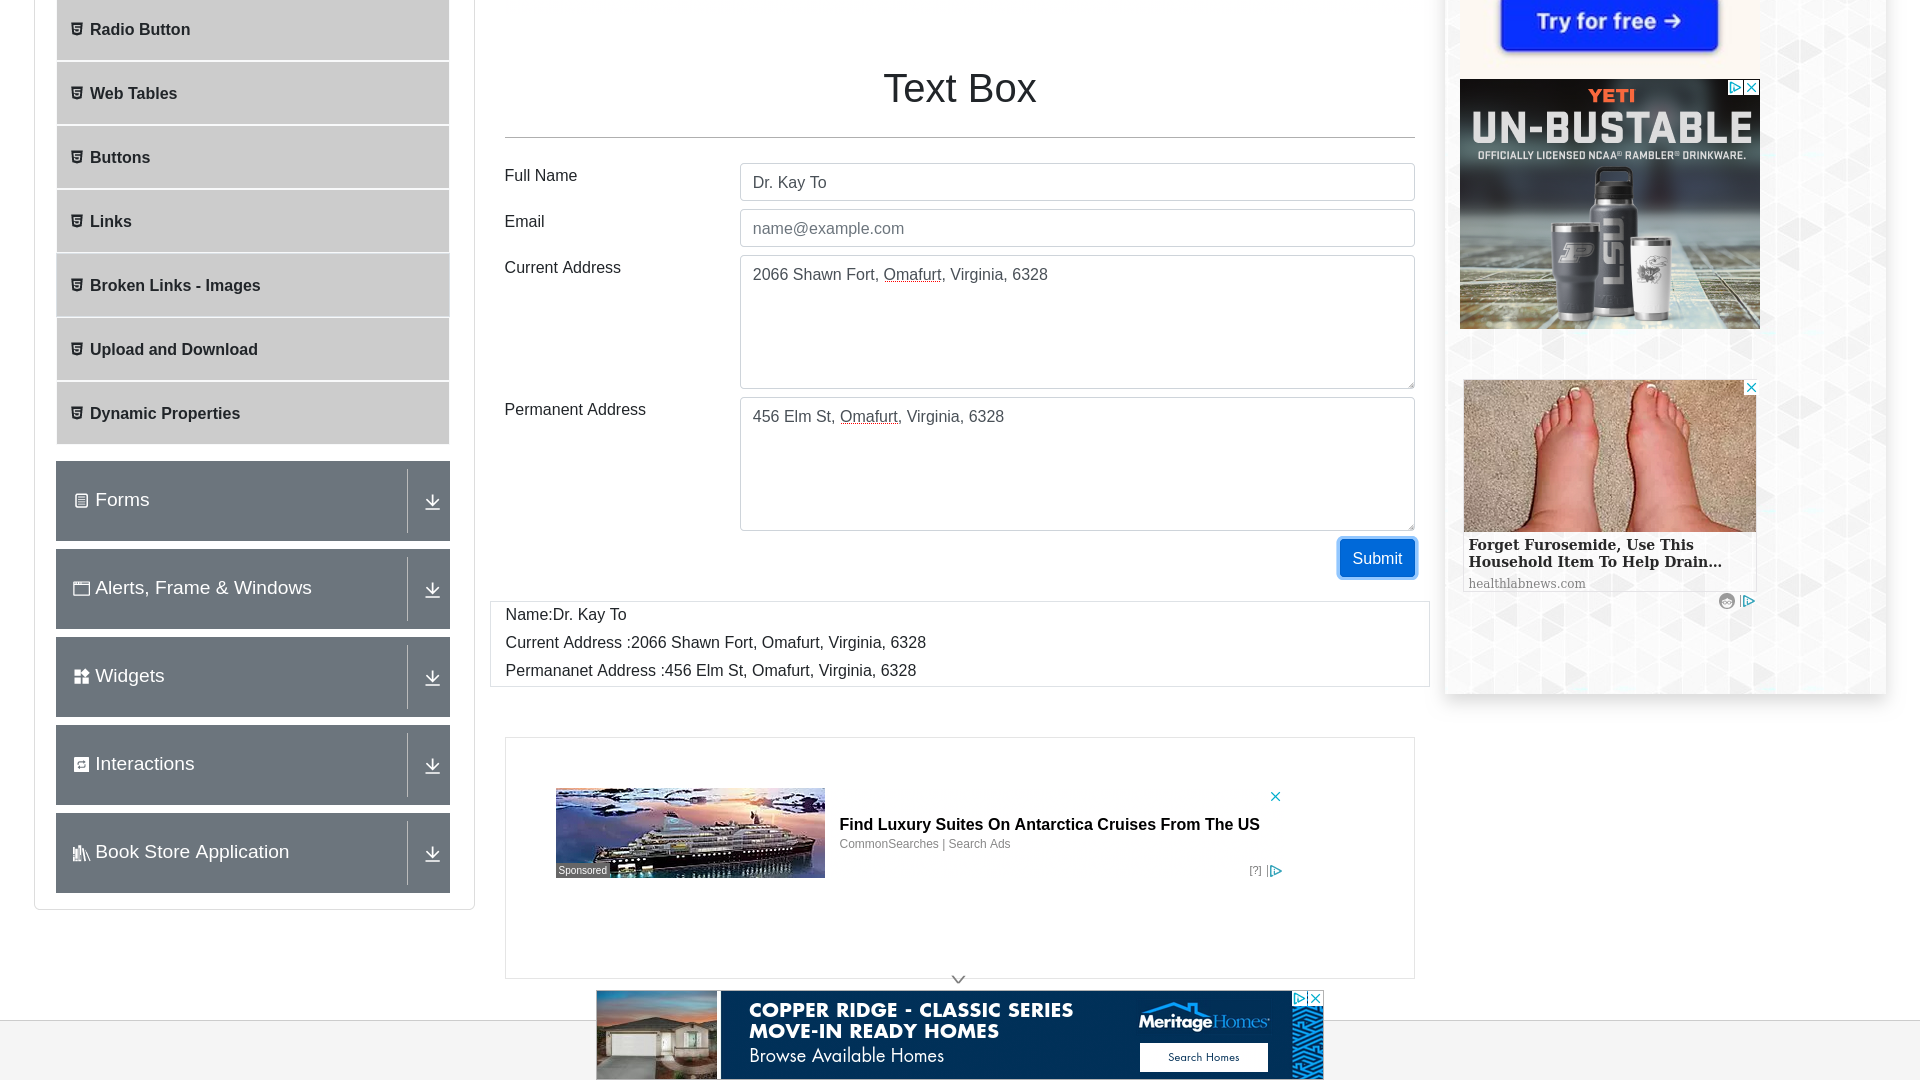 Radio Button
Web Tables
Buttons
Links
Broken Links - Images
Upload and Download
Dynamic Properties
Forms
Alerts, Frame & Windows
Widgets
Interactions
Book Store Application
Text Box
Full Name
Dr. Kay To
Email
name@example.com
Current Address
2066 Shawn Fort, Omafurt, Virginia, 6328
Permanent Address
456 Elm St, Omafurt, Virginia, 6328
Submit
Name:Dr. Kay To
Current Address :2066 Shawn Fort, Omafurt, Virginia, 6328
Permananet Address :456 Elm St, Omafurt, Virginia, 6328
Sponsored
Find Luxury Suites On Antarctica Cruises From The US
CommonSearches | Search Ads
[?]
COPPER RIDGE - CLASSIC SERIES
MOVE-IN READY HOMES
Browse Available Homes
MeritageHomes
Search Homes
Try for free →
YETI
UN-BUSTABLE
OFFICIALLY LICENSED NCAA® RAMBLER® DRINKWARE.
P
LSU
KU
Forget Furosemide, Use This
Household Item To Help Drain...
healthlabnews.com